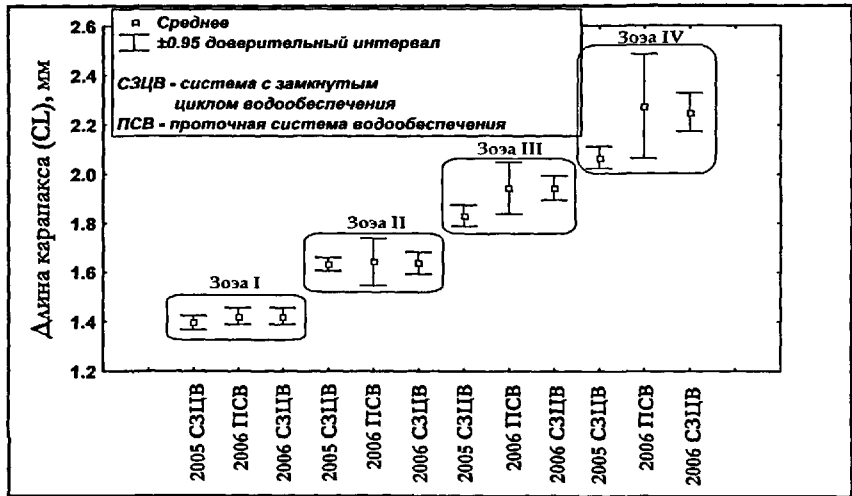 Среднее
±0.95 доверительный интервал
СЗЦВ - система с замкнутым
циклом водообеспечения
ПСВ - проточная система водообеспечения
Длина карапакса (CL), мм
2.6
2.4
2.2
2.0
1.8
1.6
1.4
1.2
Зоэа I
Зоэа II
Зоэа III
Зоэа IV
2005 СЗЦВ
2006 ПСВ
2006 СЗЦВ
2005 СЗЦВ
2006 ПСВ
2006 СЗЦВ
2005 СЗЦВ
2006 ПСВ
2006 СЗЦВ
2005 СЗЦВ
2006 ПСВ
2006 СЗЦВ